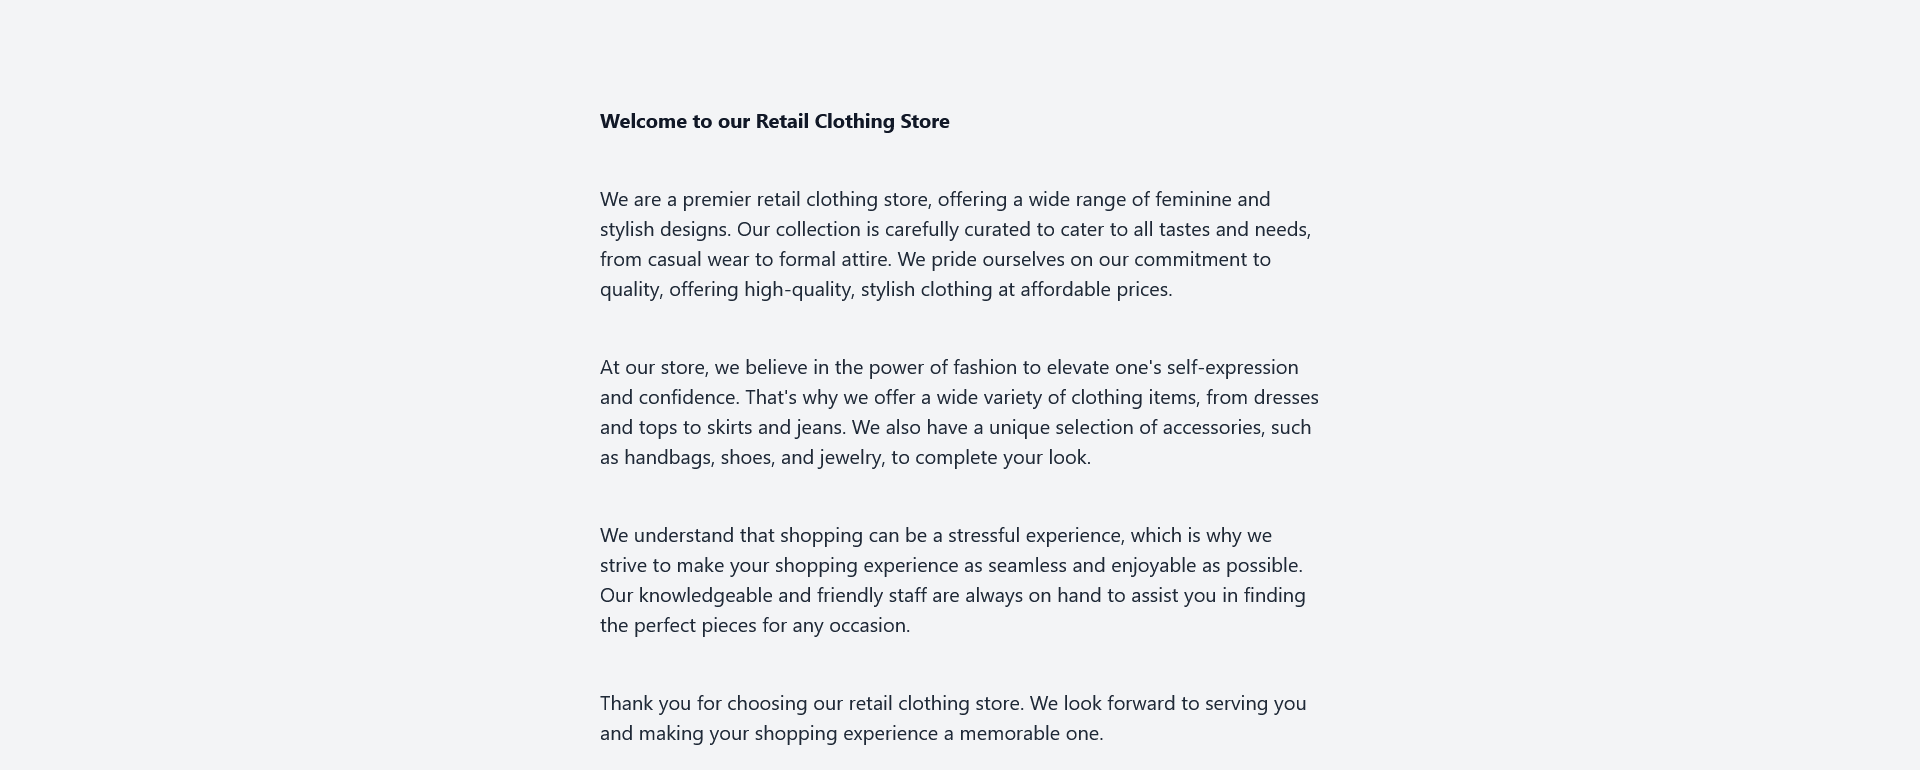 Welcome to our Retail Clothing Store
We are a premier retail clothing store, offering a wide range of feminine and
stylish designs. Our collection is carefully curated to cater to all tastes and needs,
from casual wear to formal attire. We pride ourselves on our commitment to
quality, offering high-quality, stylish clothing at affordable prices.
At our store, we believe in the power of fashion to elevate one's self-expression
and confidence. That's why we offer a wide variety of clothing items, from dresses
and tops to skirts and jeans. We also have a unique selection of accessories, such
as handbags, shoes, and jewelry, to complete your look.
We understand that shopping can be a stressful experience, which is why we
strive to make your shopping experience as seamless and enjoyable as possible.
Our knowledgeable and friendly staff are always on hand to assist you in finding
the perfect pieces for any occasion.
Thank you for choosing our retail clothing store. We look forward to serving you
and making your shopping experience a memorable one.